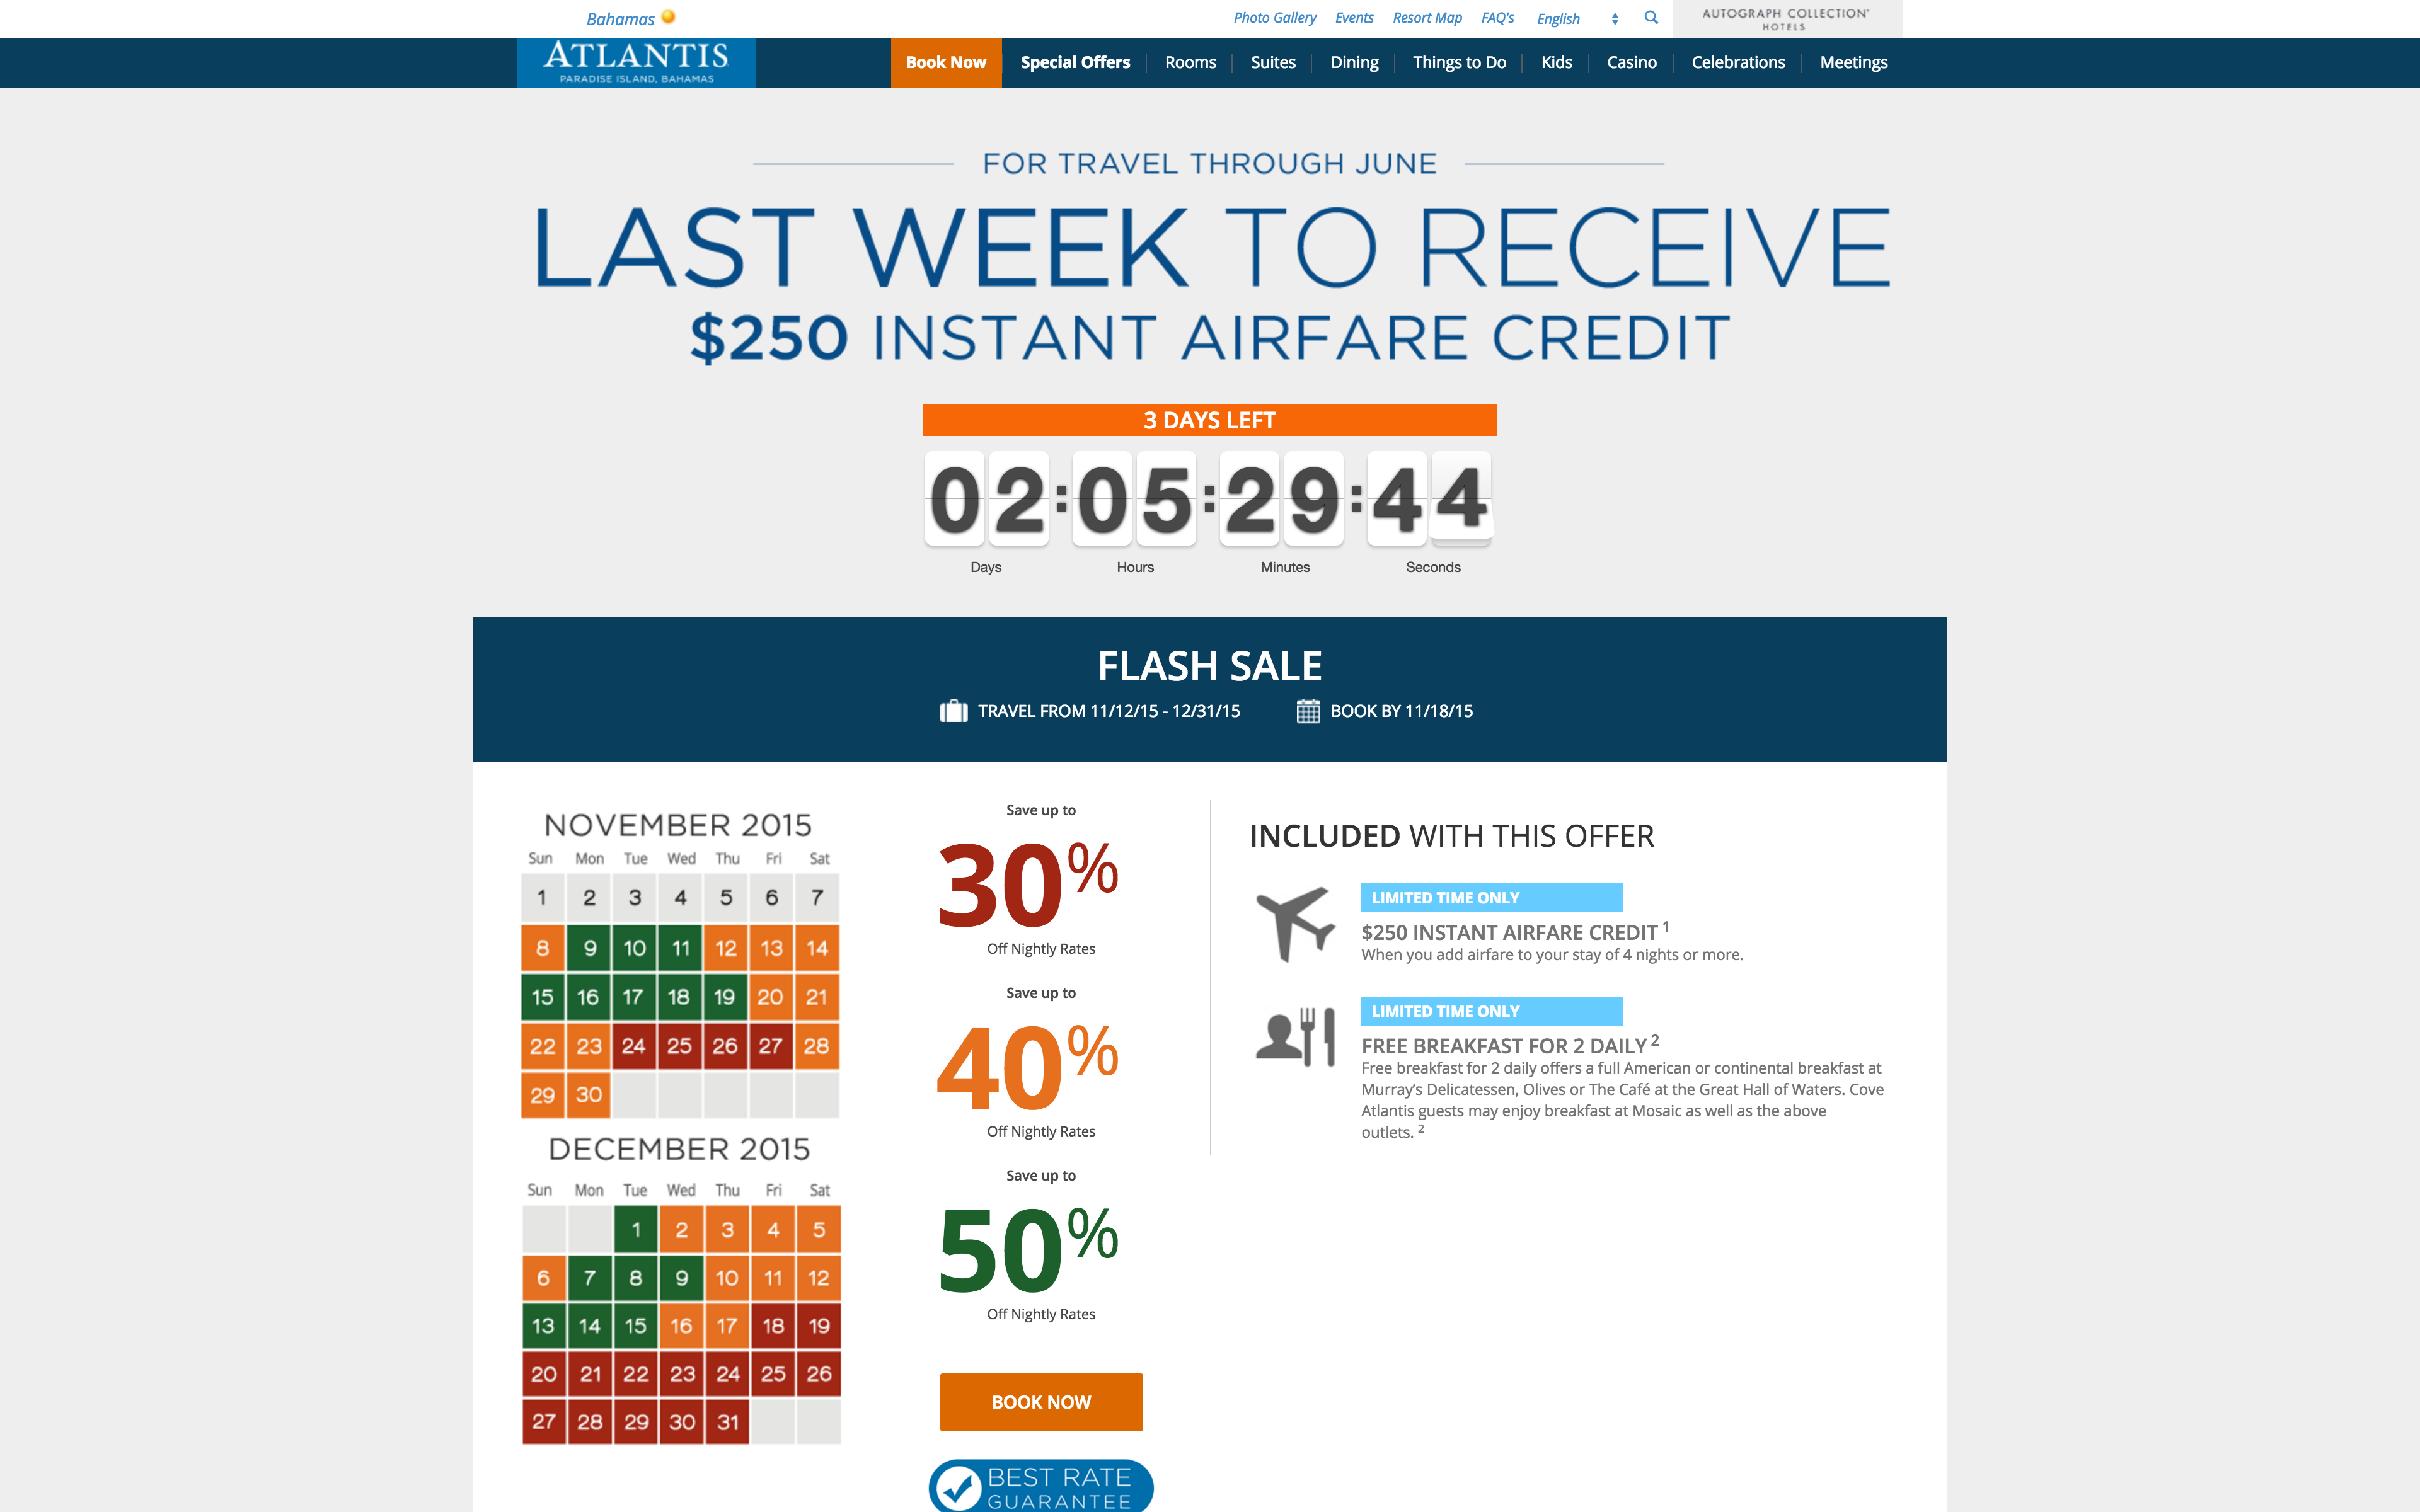 Bahamas
Photo Gallery Events Resort Map FAQ's English
AUTOGRAPH COLLECTION®
HOTELS
ATLANTIS
PARADISE ISLAND, BAHAMAS
Book Now Special Offers Rooms Suites Dining Things to Do Kids Casino Celebrations Meetings
FOR TRAVEL THROUGH JUNE
LAST WEEK TO RECEIVE
$250 INSTANT AIRFARE CREDIT
3 DAYS LEFT
02:05:29:44
Days Hours Minutes Seconds
FLASH SALE
TRAVEL FROM 11/12/15 - 12/31/15 BOOK BY 11/18/15
NOVEMBER 2015
Sun Mon Tue Wed Thu Fri Sat
1 2 3 4 5 6 7
8 9 10 11 12 13 14
15 16 17 18 19 20 21
22 23 24 25 26 27 28
29 30
DECEMBER 2015
Sun Mon Tue Wed Thu Fri Sat
1 2 3 4 5
6 7 8 9 10 11 12
13 14 15 16 17 18 19
20 21 22 23 24 25 26
27 28 29 30 31
Save up to
30%
Off Nightly Rates
Save up to
40%
Off Nightly Rates
Save up to
50%
Off Nightly Rates
BOOK NOW
BEST RATE
GUARANTEE
INCLUDED WITH THIS OFFER
LIMITED TIME ONLY
$250 INSTANT AIRFARE CREDIT 1
When you add airfare to your stay of 4 nights or more.
LIMITED TIME ONLY
FREE BREAKFAST FOR 2 DAILY 2
Free breakfast for 2 daily offers a full American or continental breakfast at
Murray’s Delicatessen, Olives or The Café at the Great Hall of Waters. Cove
Atlantis guests may enjoy breakfast at Mosaic as well as the above
outlets. 2